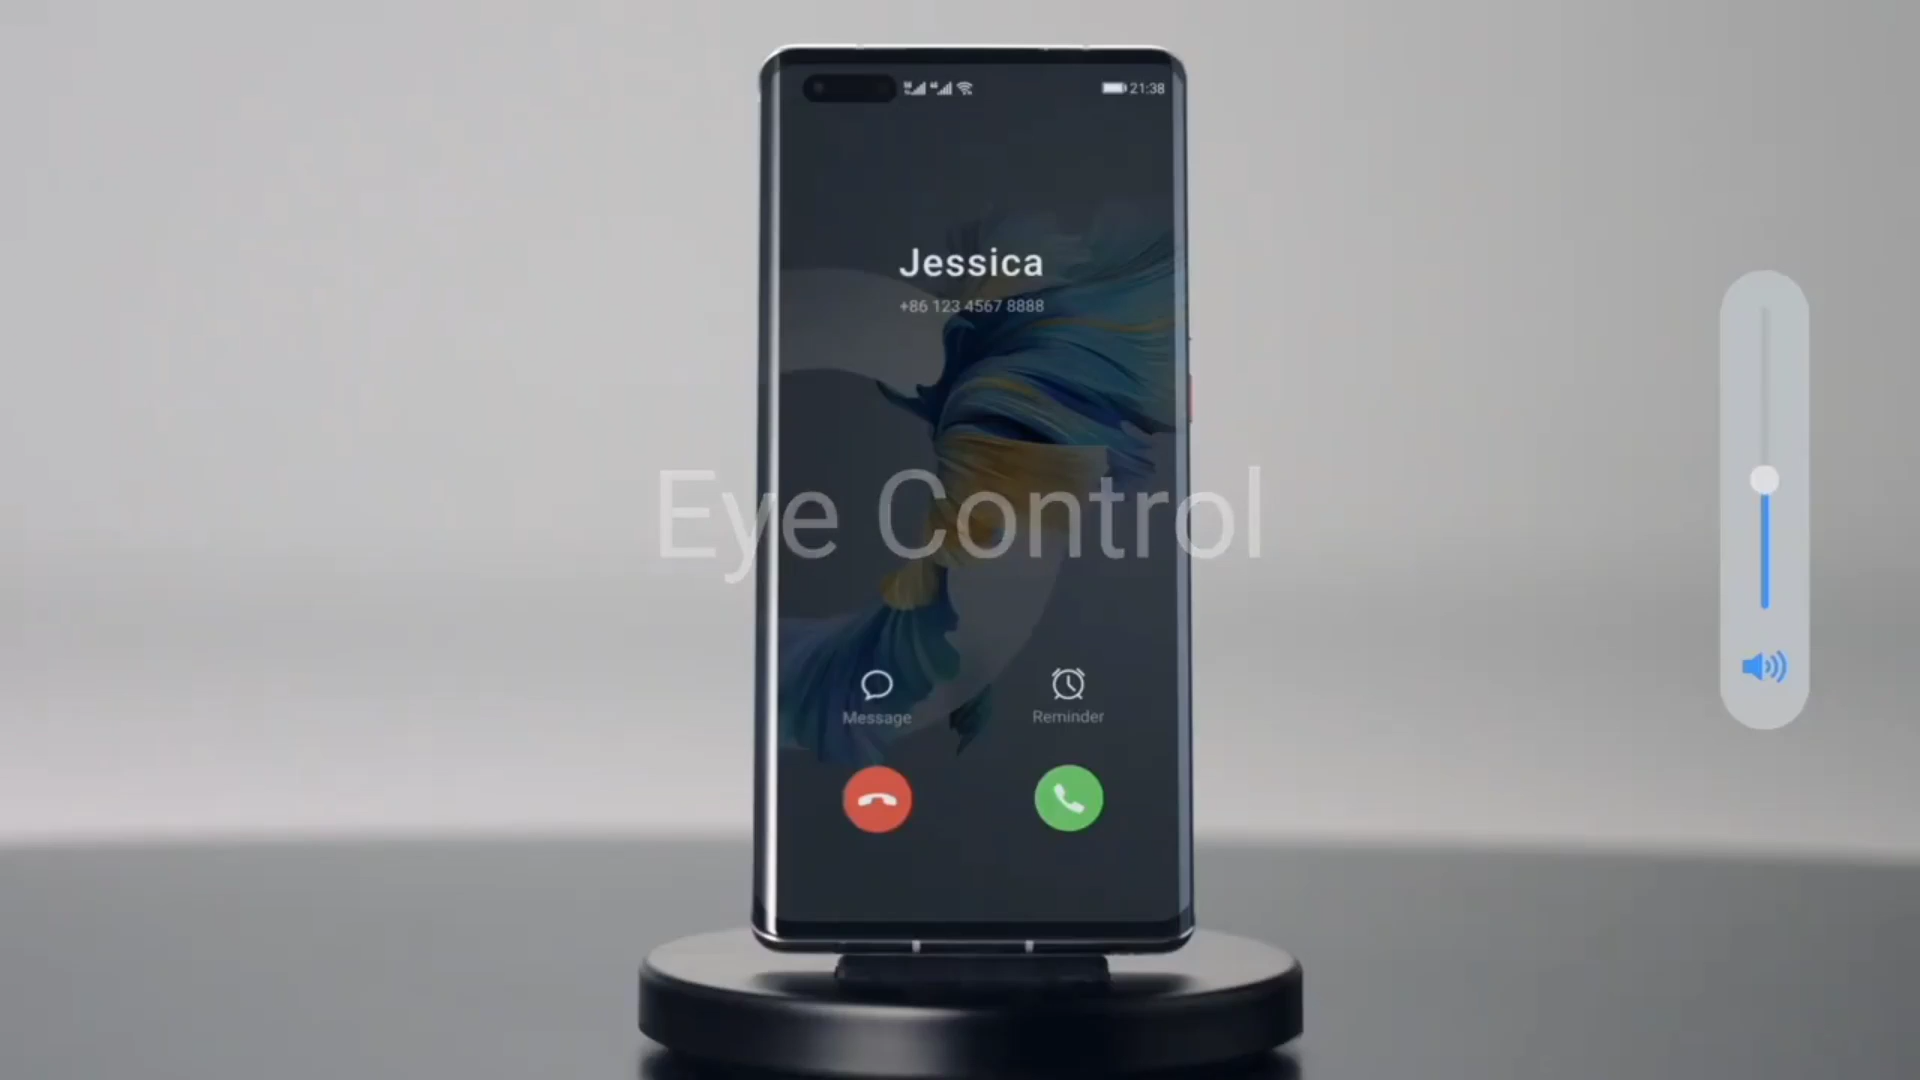 21:38
Jessica
+86 123 4567 8888
Eye Control
Message
Reminder